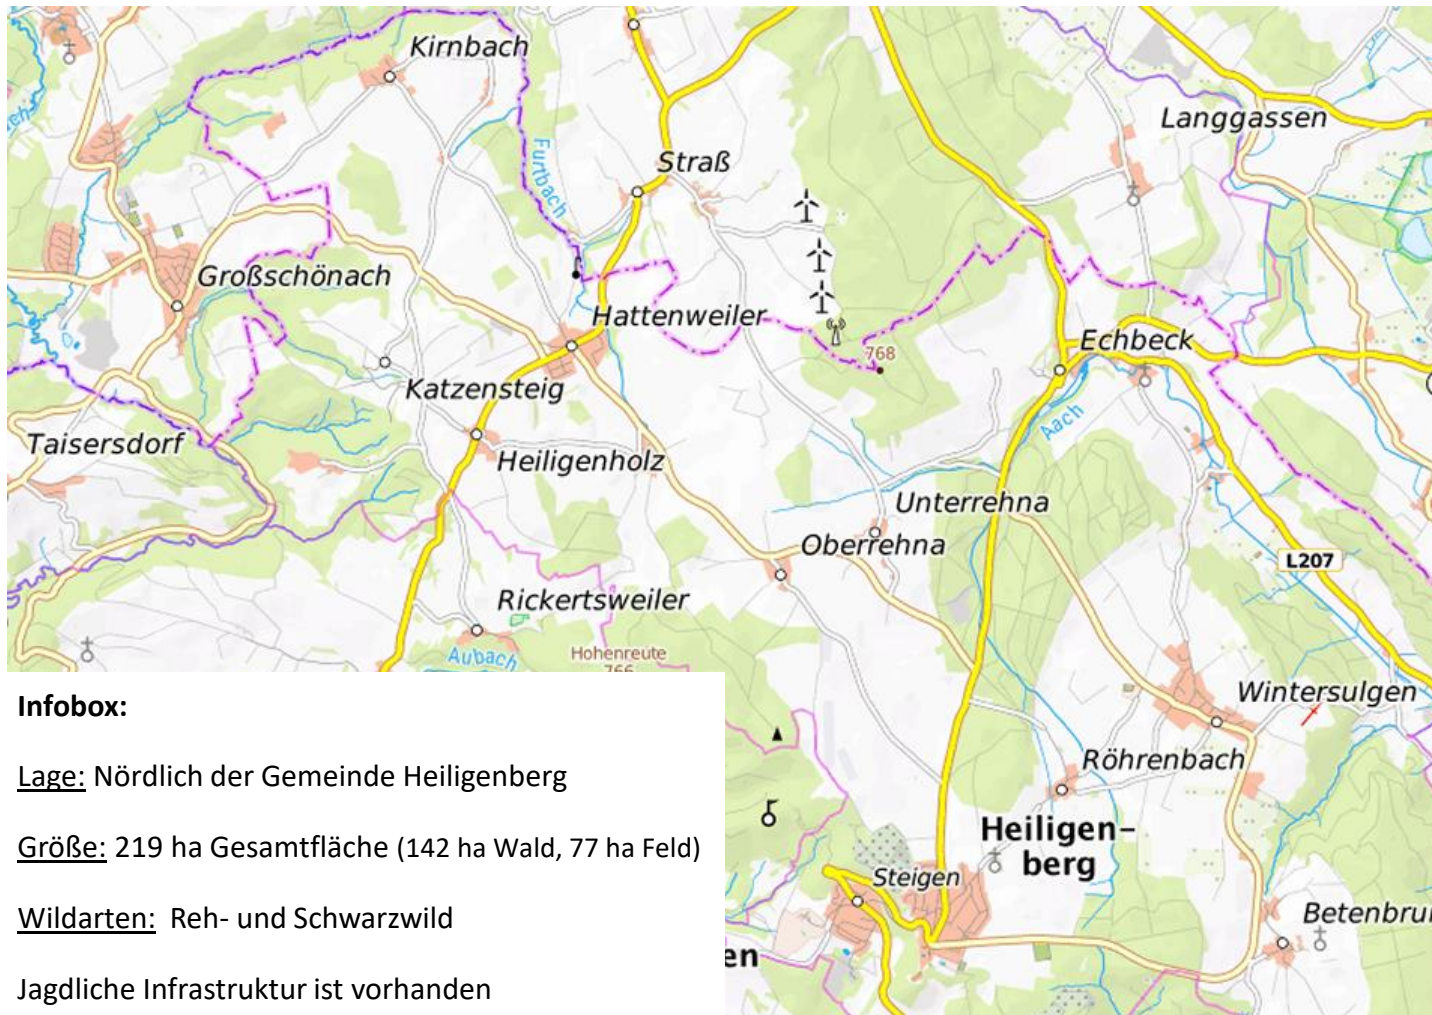 Kirnbach
Langgassen
Straß
Furtbach
Großschönach
Hattenweiler
Echbeck
768
Katzensteig
Aach
Taisersdorf
Heiligenholz
Unterrehna
Oberrehna
L207
Rickertsweiler
Aubach
Hohenreute
766
Wintersulgen
Röhrenbach
Heiligen-
berg
Steigen
Betenbru
en
Infobox:
Lage: Nördlich der Gemeinde Heiligenberg
Größe: 219 ha Gesamtfläche (142 ha Wald, 77 ha Feld)
Wildarten: Reh- und Schwarzwild
Jagdliche Infrastruktur ist vorhanden